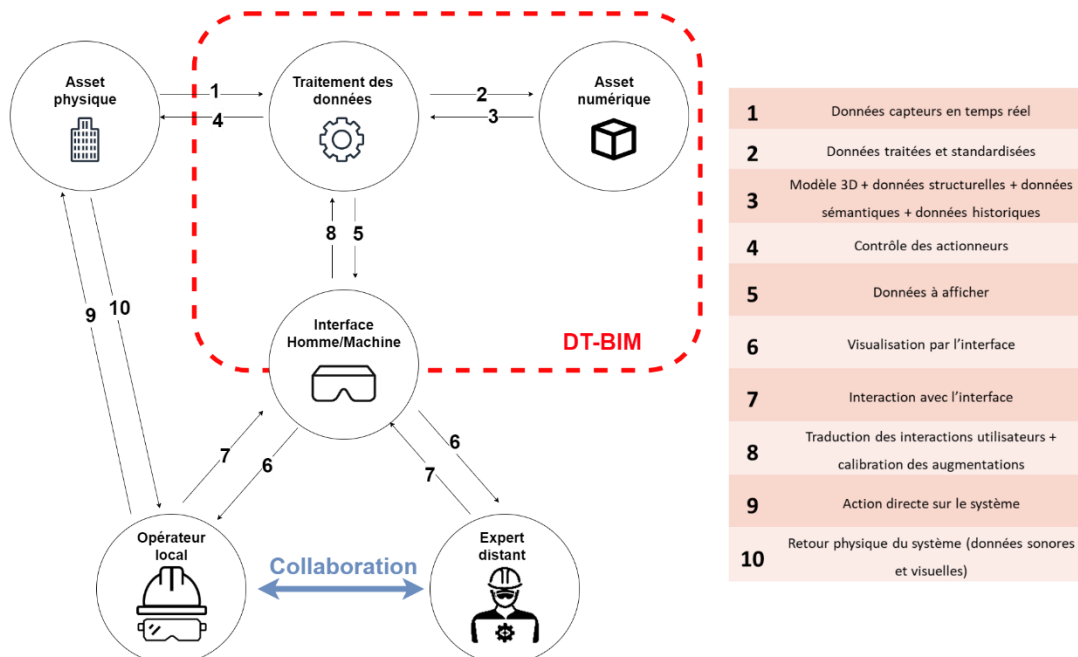 Asset
physique
1
4
Traitement des
données
2
3
Asset
numérique
8
5
9
10
Interface
Homme/Machine
DT-BIM
7
6
6
7
Opérateur
local
Collaboration
Expert
distant
1 Données capteurs en temps réel
2 Données traitées et standardisées
3 Modèle 3D + données structurelles + données
sémantiques + données historiques
4 Contrôle des actionneurs
5 Données à afficher
6 Visualisation par l’interface
7 Interaction avec l’interface
8 Traduction des interactions utilisateurs +
calibration des augmentations
9 Action directe sur le système
10 Retour physique du système (données sonores
et visuelles)